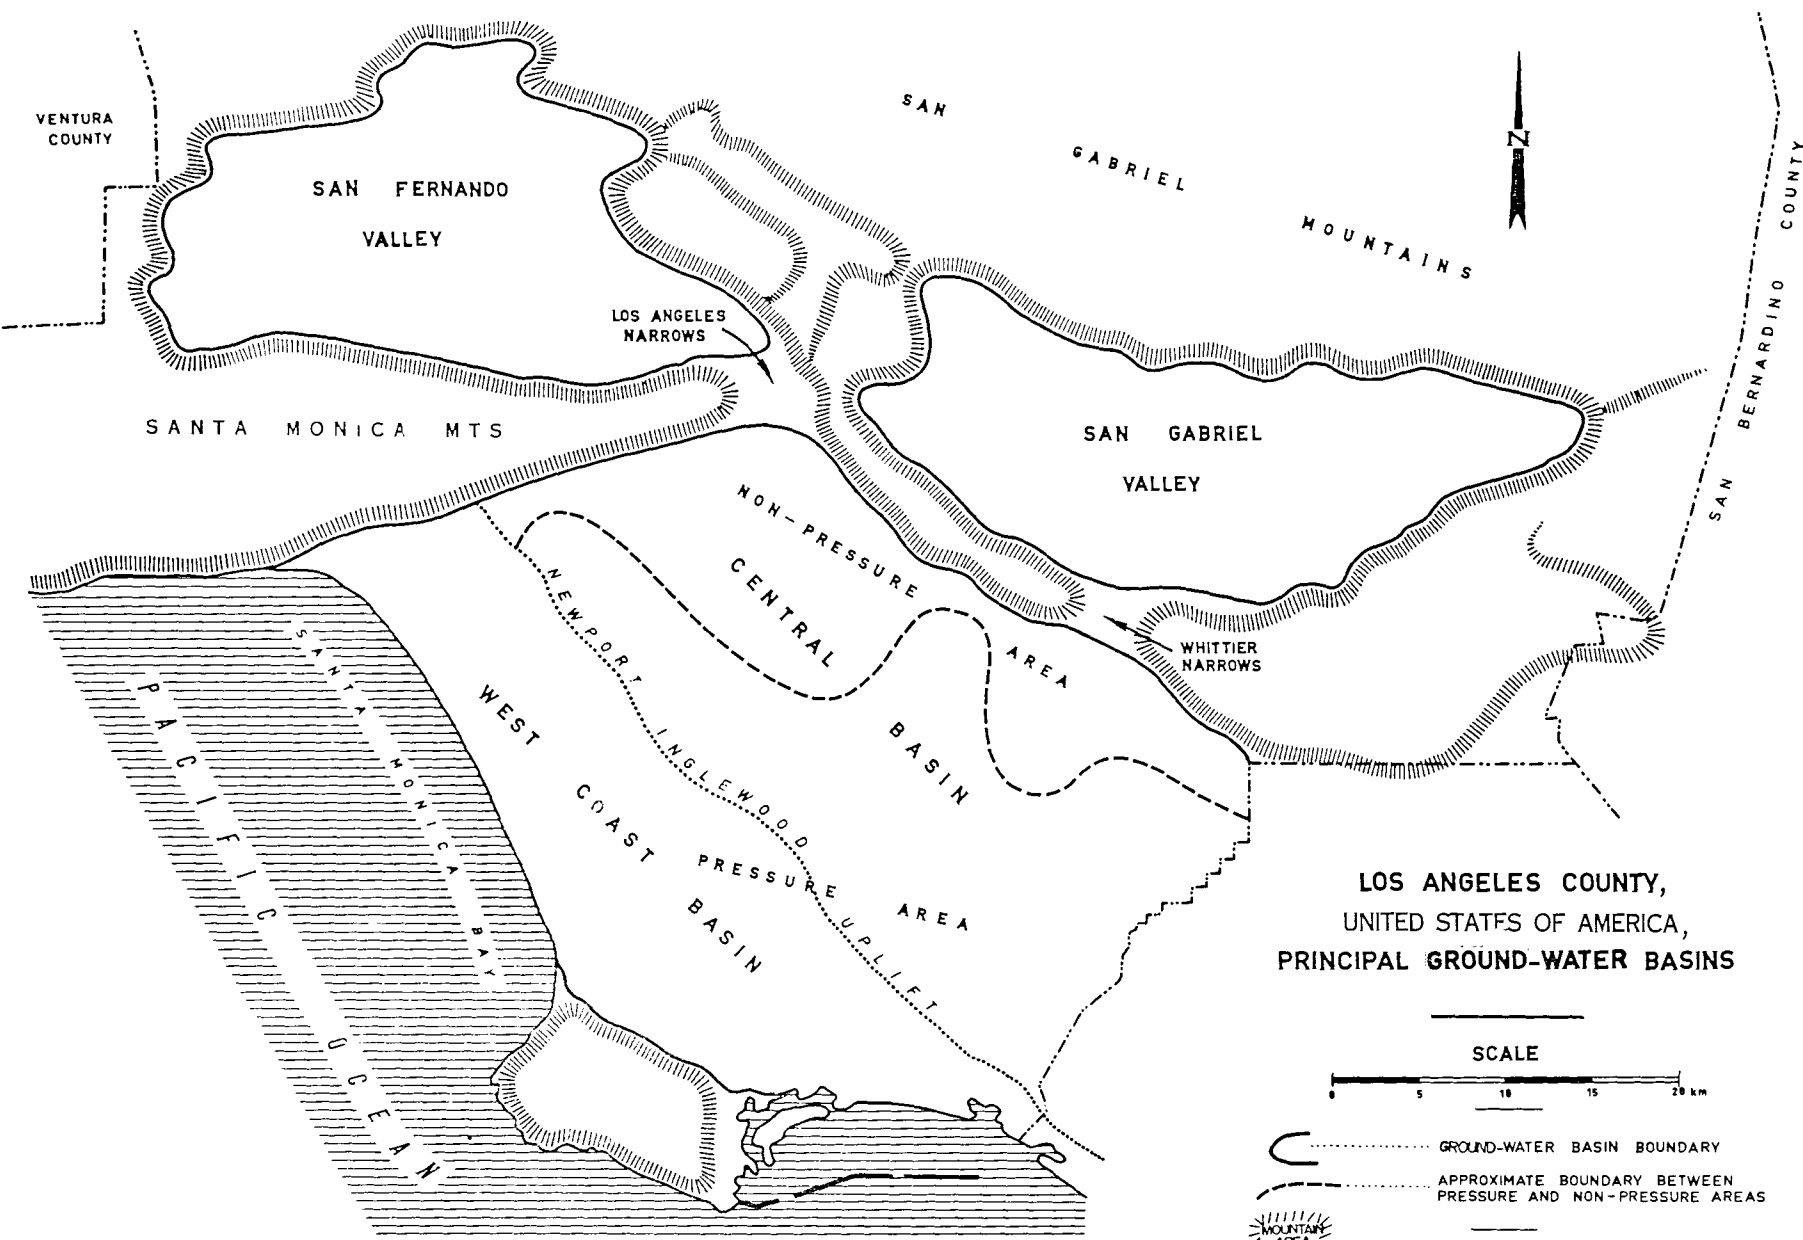 VENTURA
COUNTY
SAN FERNANDO
VALLEY
SAN GABRIEL MOUNTAINS
N
SAN BERNARDINO COUNTY
LOS ANGELES
NARROWS
SANTA MONICA MTS
SAN GABRIEL
VALLEY
NON-PRESSURE AREA
CENTRAL BASIN
WHITTIER
NARROWS
NEWPORT INGLEWOOD UPLIFT
WEST COAST BASIN
PRESSURE AREA
SANTA MONICA BAY
PACIFIC OCEAN
LOS ANGELES COUNTY,
UNITED STATES OF AMERICA,
PRINCIPAL GROUND-WATER BASINS
SCALE
0 5 10 15 20 km
GROUND-WATER BASIN BOUNDARY
APPROXIMATE BOUNDARY BETWEEN
PRESSURE AND NON-PRESSURE AREAS
MOUNTAIN
AREA